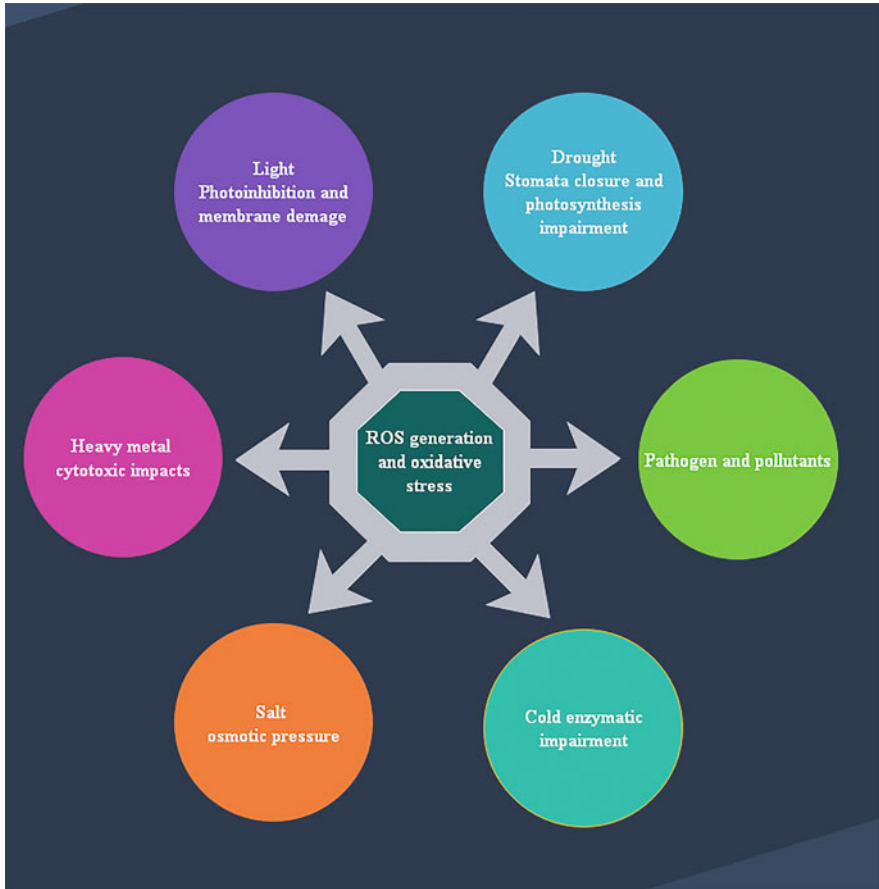 Light
Photoinhibition and
membrane demage
Drought
Stomata closure and
photosynthesis
impairment
Heavy metal
cytotoxic impacts
ROS generation
and oxidative
stress
Pathogen and pollutants
Salt
osmotic pressure
Cold enzymatic
impairment